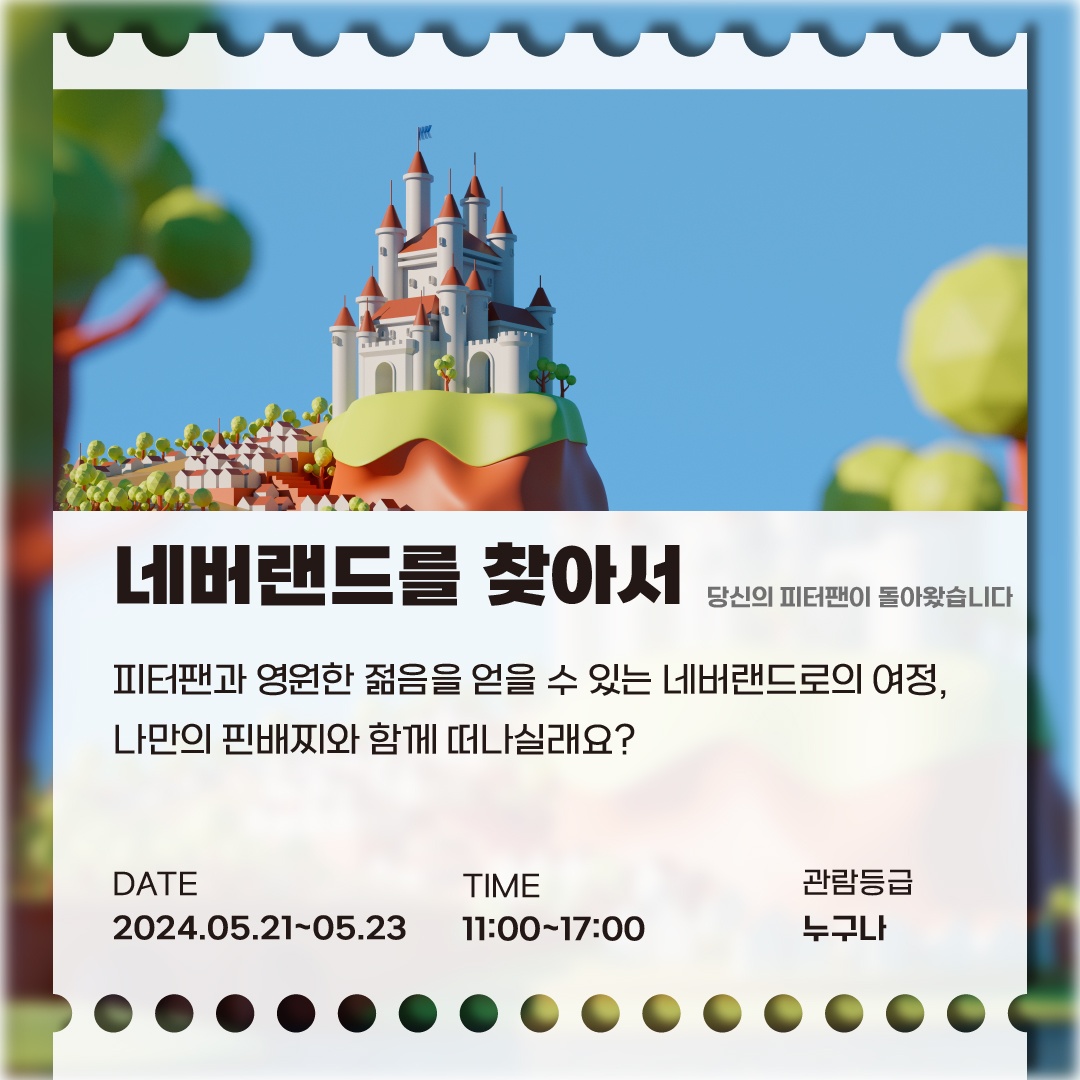 네버랜드를 찾아서
당신의 피터팬이 돌아왔습니다
피터팬과 영원한 젊음을 얻을 수 있는 네버랜드로의 여정,
나만의 핀배찌와 함께 떠나실래요?
DATE
2024.05.21~05.23
TIME
11:00~17:00
관람등급
누구나